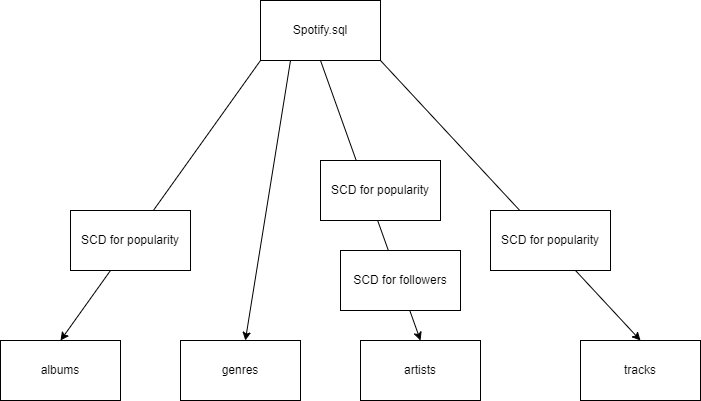 Spotify.sql
SCD for popularity
SCD for popularity
SCD for popularity
SCD for followers
albums
genres
artists
tracks